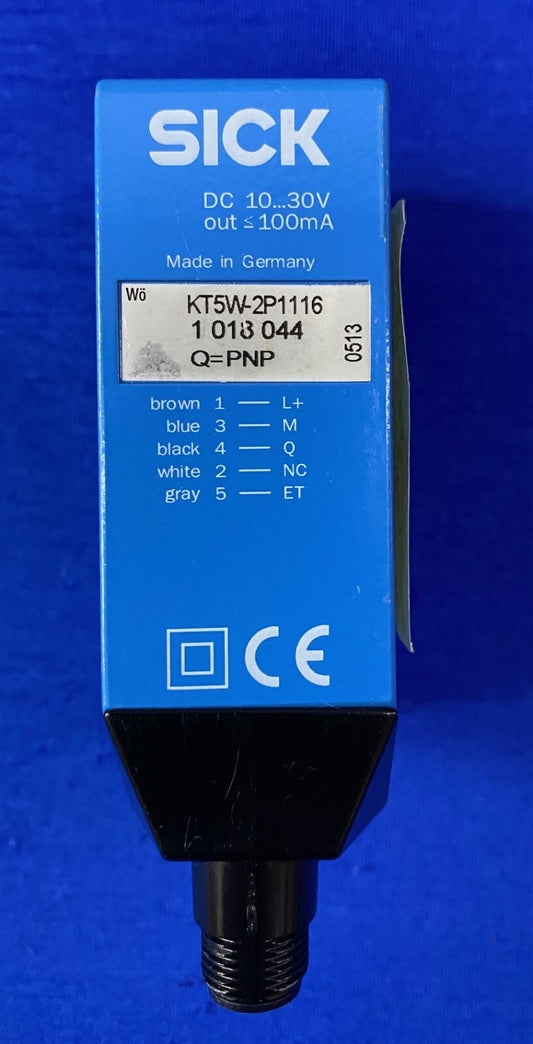 SICK
DC 10...30V
out ≤ 100mA
Made in Germany
Wö
KT5W-2P1116
1 018 044
Q=PNP
0513
brown 1 — L+
blue 3 — M
black 4 — Q
white 2 — NC
gray 5 — ET
CE